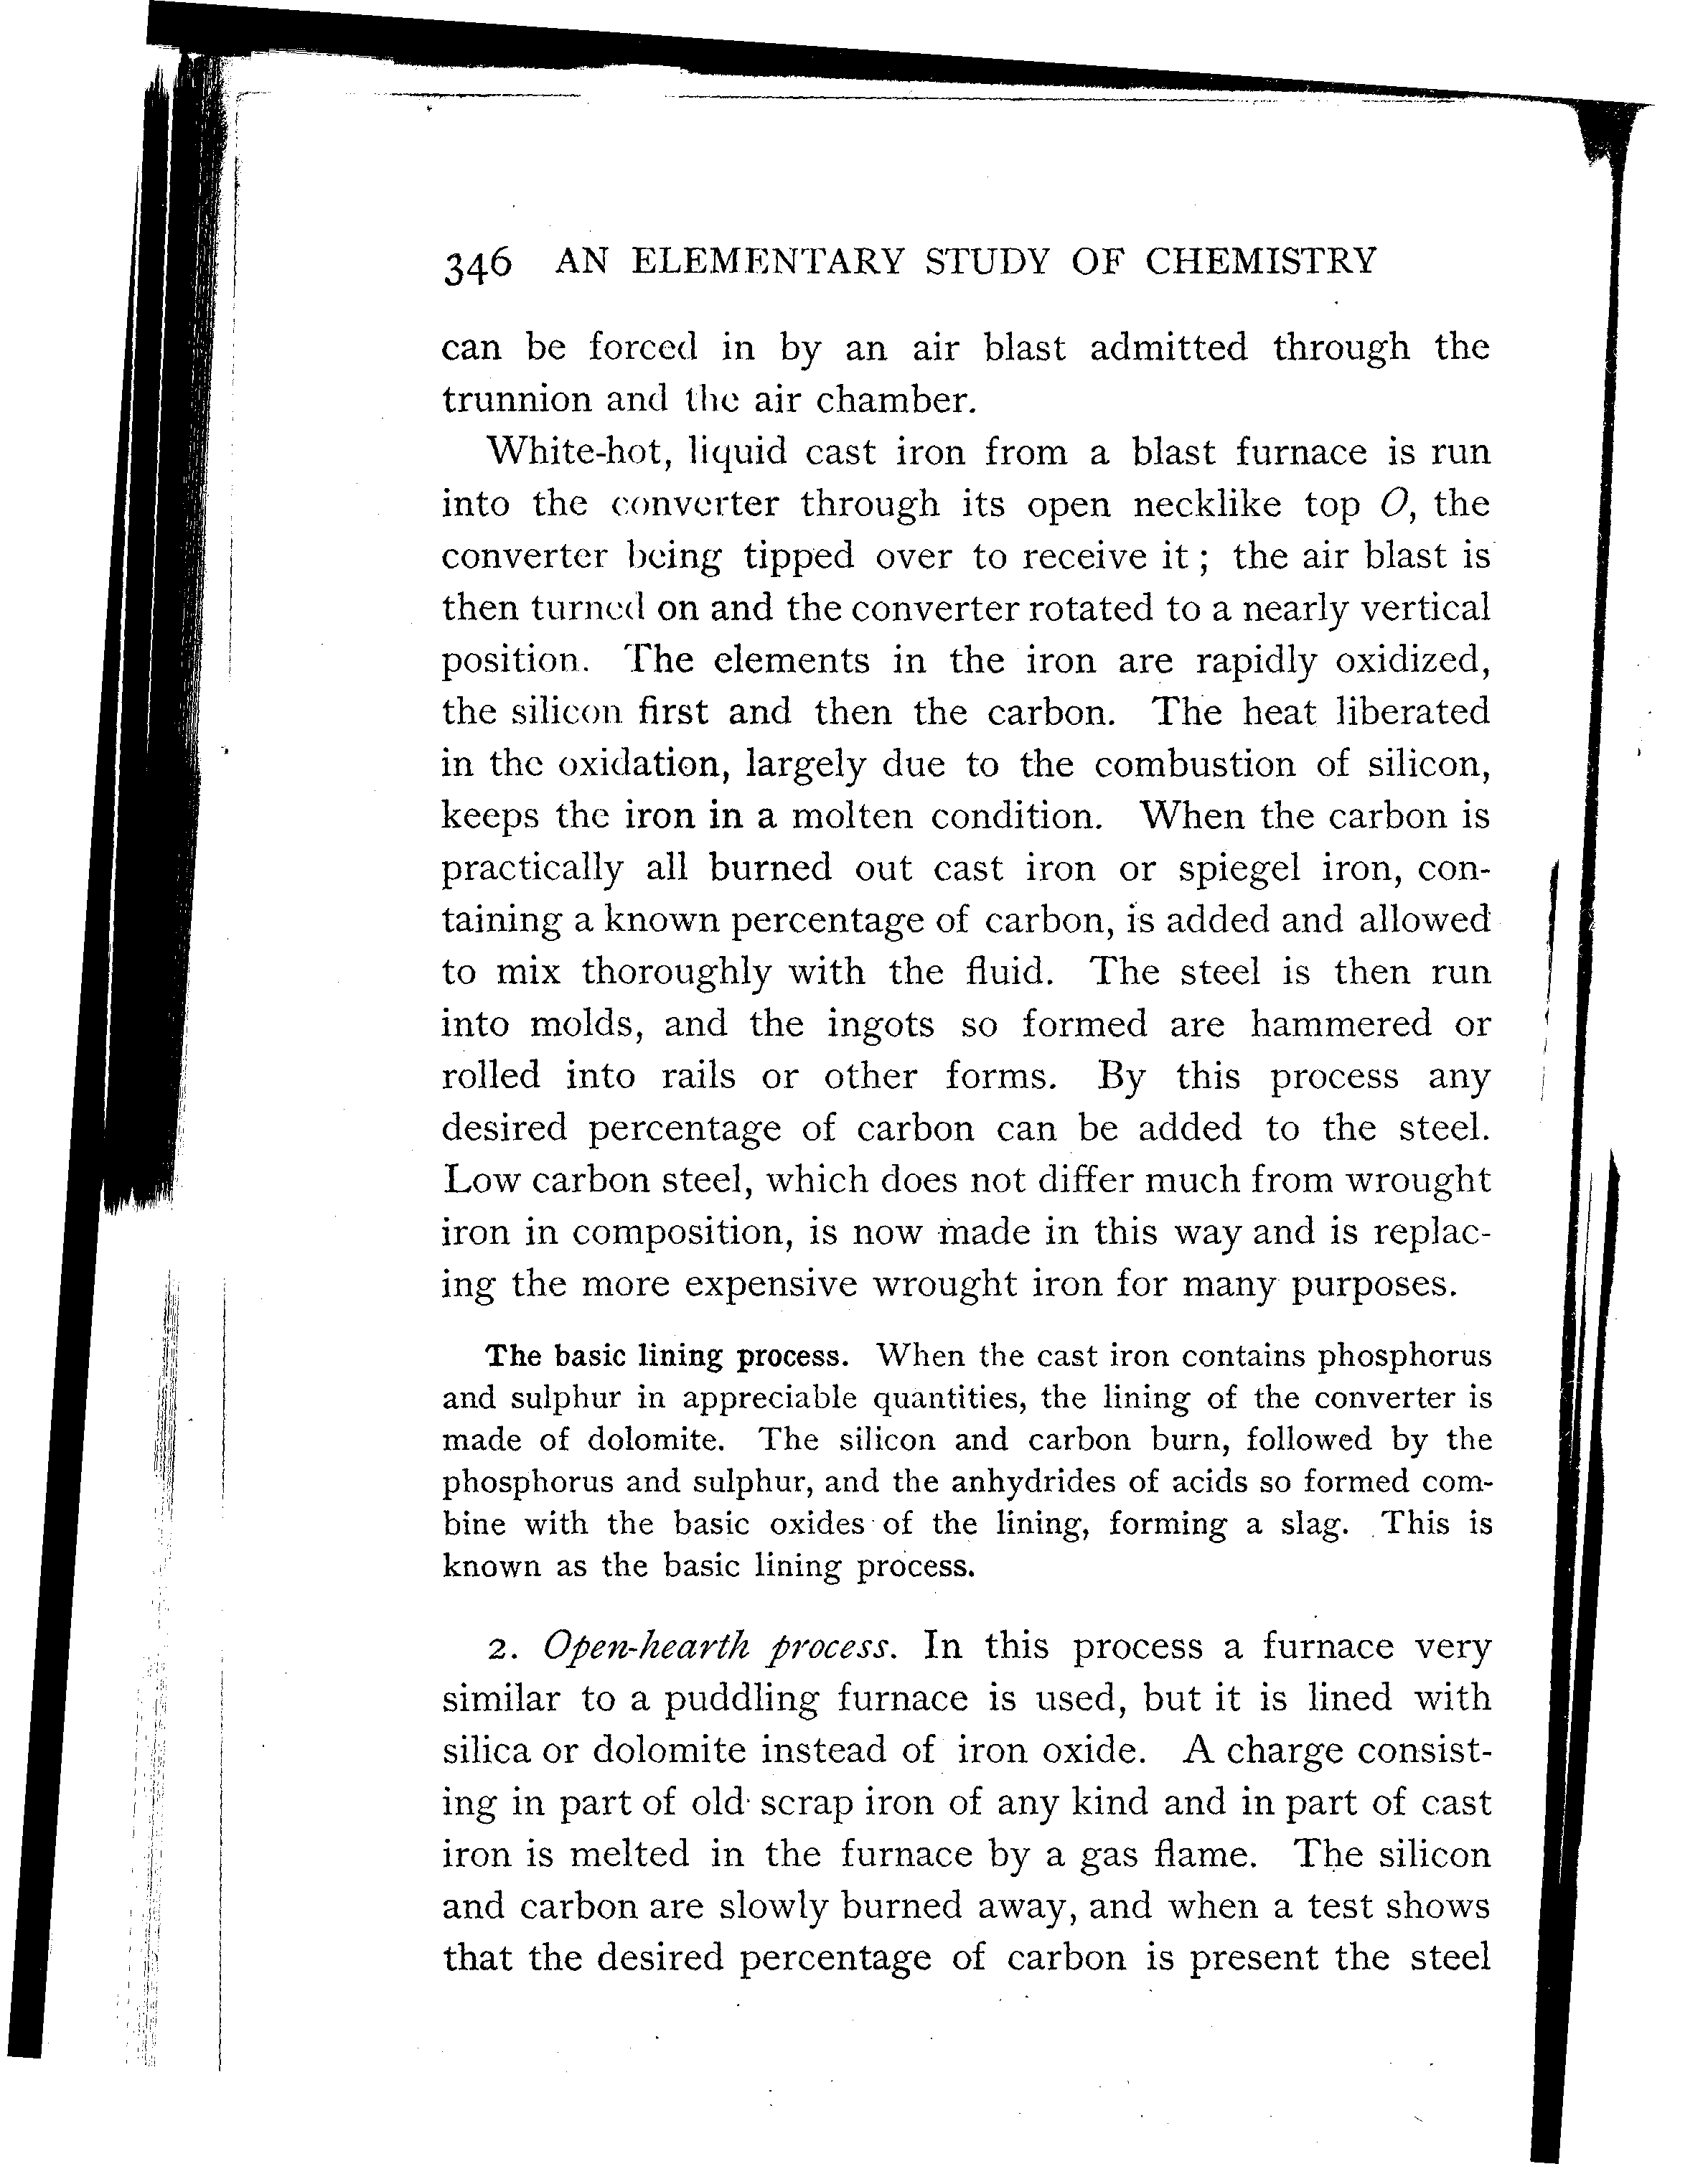 346 AN ELEMENTARY STUDY OF CHEMISTRY
can be forced in by an air blast admitted through the
trunnion and the air chamber.
White-hot, liquid cast iron from a blast furnace is run
into the converter through its open necklike top O, the
converter being tipped over to receive it; the air blast is
then turned on and the converter rotated to a nearly vertical
position. The elements in the iron are rapidly oxidized,
the silicon first and then the carbon. The heat liberated
in the oxidation, largely due to the combustion of silicon,
keeps the iron in a molten condition. When the carbon is
practically all burned out cast iron or spiegel iron, con-
taining a known percentage of carbon, is added and allowed
to mix thoroughly with the fluid. The steel is then run
into molds, and the ingots so formed are hammered or
rolled into rails or other forms. By this process any
desired percentage of carbon can be added to the steel.
Low carbon steel, which does not differ much from wrought
iron in composition, is now made in this way and is replac-
ing the more expensive wrought iron for many purposes.
The basic lining process. When the cast iron contains phosphorus
and sulphur in appreciable quantities, the lining of the converter is
made of dolomite. The silicon and carbon burn, followed by the
phosphorus and sulphur, and the anhydrides of acids so formed com-
bine with the basic oxides of the lining, forming a slag. This is
known as the basic lining process.
2. Open-hearth process. In this process a furnace very
similar to a puddling furnace is used, but it is lined with
silica or dolomite instead of iron oxide. A charge consist-
ing in part of old scrap iron of any kind and in part of cast
iron is melted in the furnace by a gas flame. The silicon
and carbon are slowly burned away, and when a test shows
that the desired percentage of carbon is present the steel